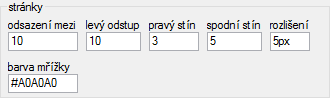 stránky
odsazení mezi levý odstup pravý stín spodní stín rozlišení
10 10 3 5 5px
barva mřížky
#A0A0A0